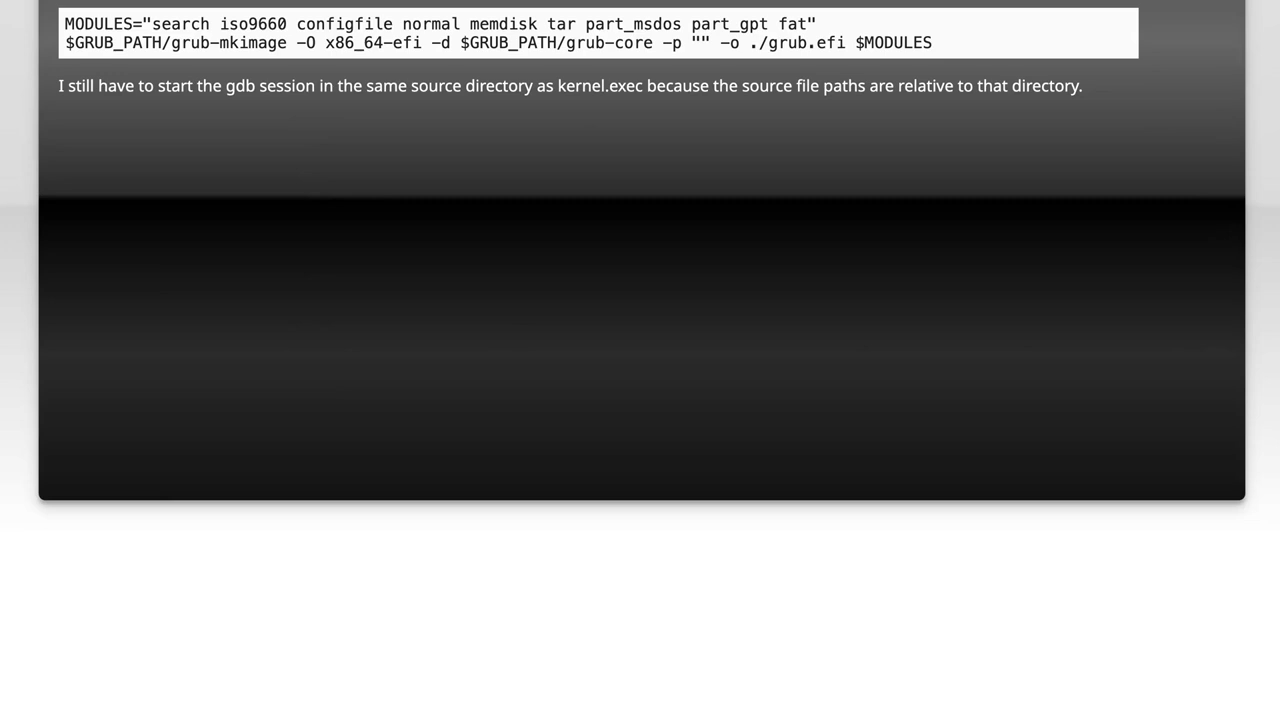 MODULES="search iso9660 configfile normal memdisk tar part_msdos part_gpt fat"
$GRUB_PATH/grub-mkimage -O x86_64-efi -d $GRUB_PATH/grub-core -p "" -o ./grub.efi $MODULES
I still have to start the gdb session in the same source directory as kernel.exec because the source file paths are relative to that directory.